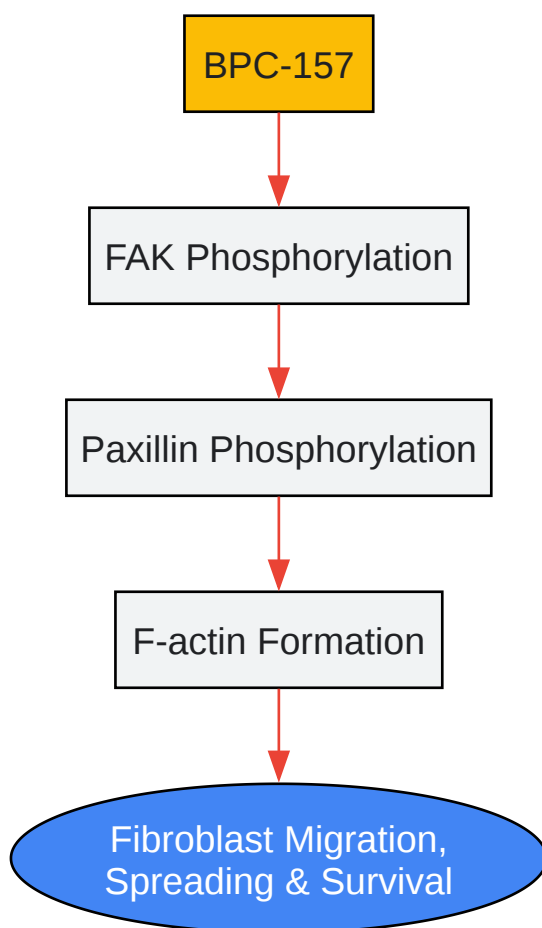 BPC-157
FAK Phosphorylation
Paxillin Phosphorylation
F-actin Formation
Fibroblast Migration,
Spreading & Survival